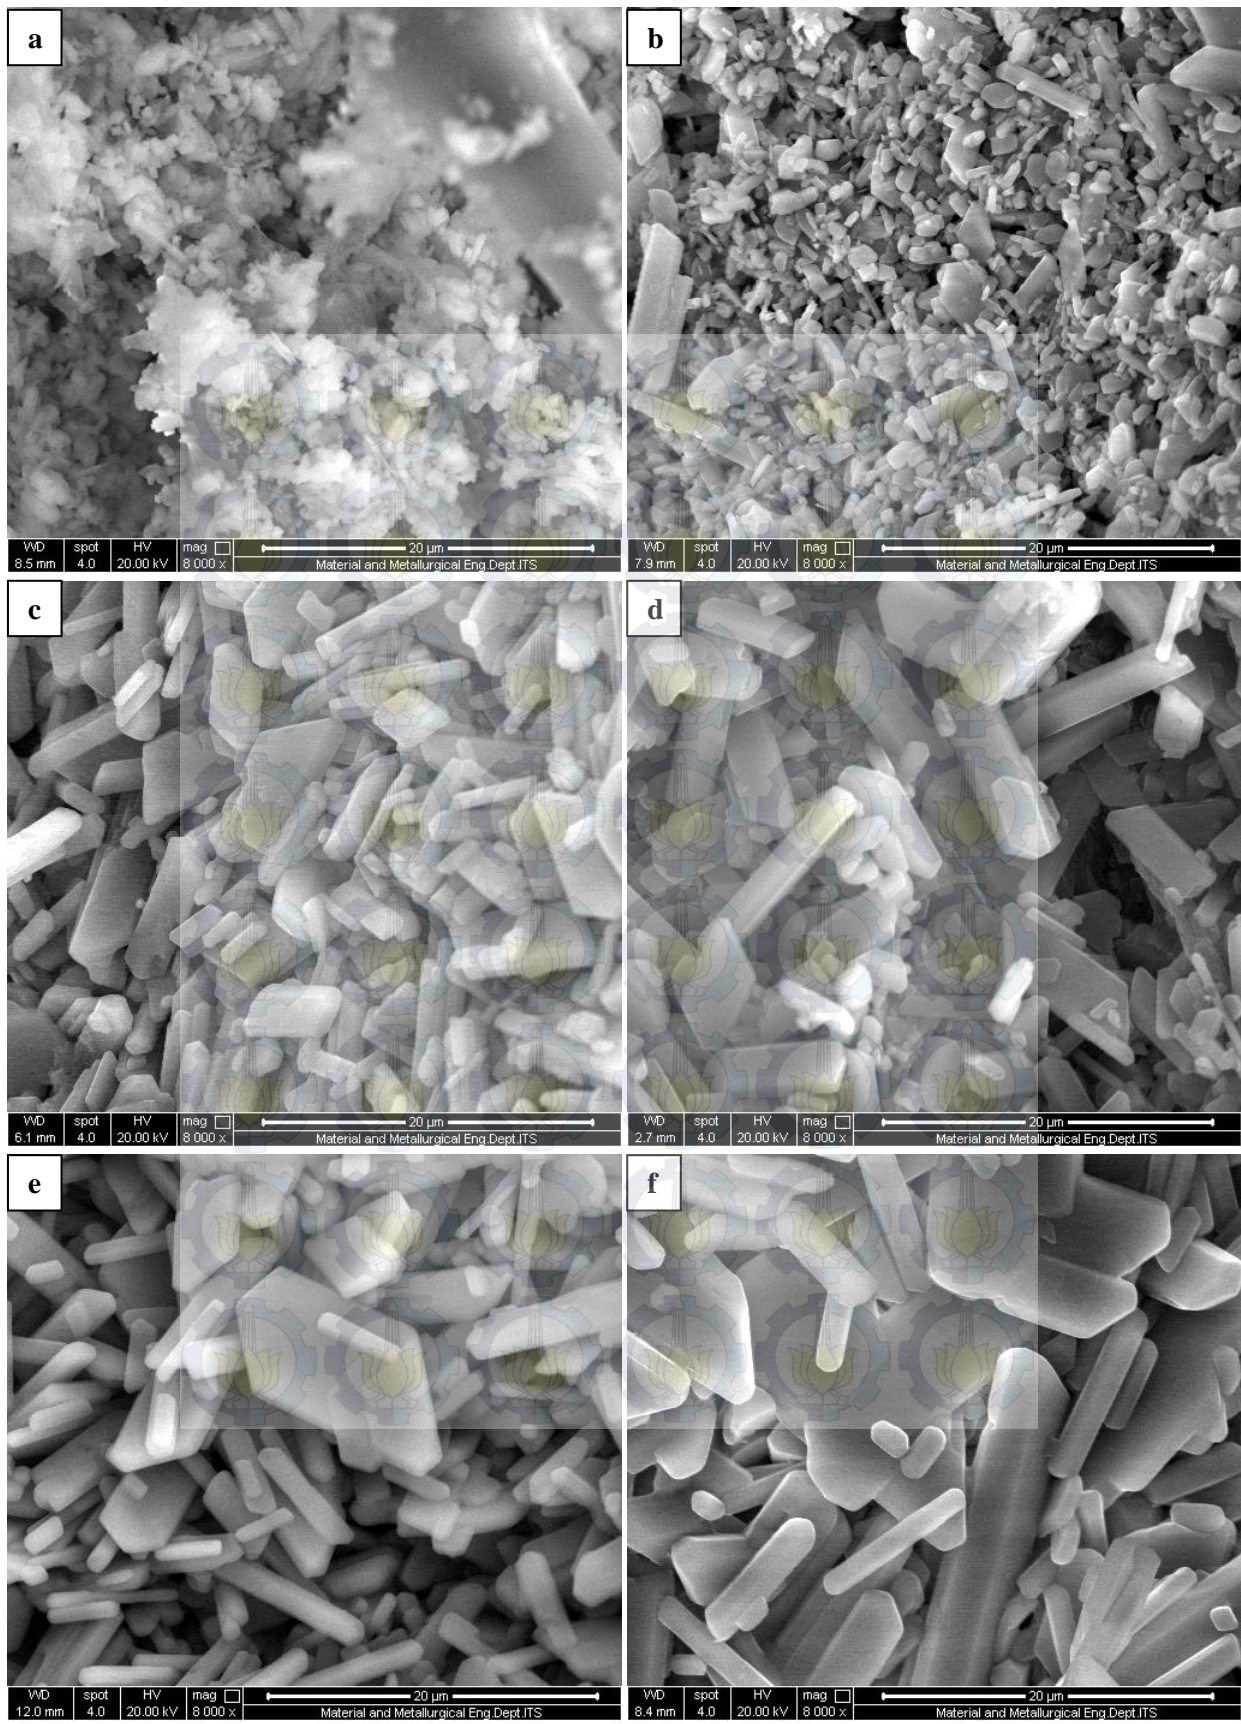 a
b
WD spot HV mag 20 µm
8.5 mm 4.0 20.00 kV 8 000 x Material and Metallurgical Eng.Dept.ITS
WD spot HV mag 20 µm
7.9 mm 4.0 20.00 kV 8 000 x Material and Metallurgical Eng.Dept.ITS
c
d
WD spot HV mag 20 µm
6.1 mm 4.0 20.00 kV 8 000 x Material and Metallurgical Eng.Dept.ITS
WD spot HV mag 20 µm
2.7 mm 4.0 20.00 kV 8 000 x Material and Metallurgical Eng.Dept.ITS
e
f
WD spot HV mag 20 µm
12.0 mm 4.0 20.00 kV 8 000 x Material and Metallurgical Eng.Dept.ITS
WD spot HV mag 20 µm
8.4 mm 4.0 20.00 kV 8 000 x Material and Metallurgical Eng.Dept.ITS